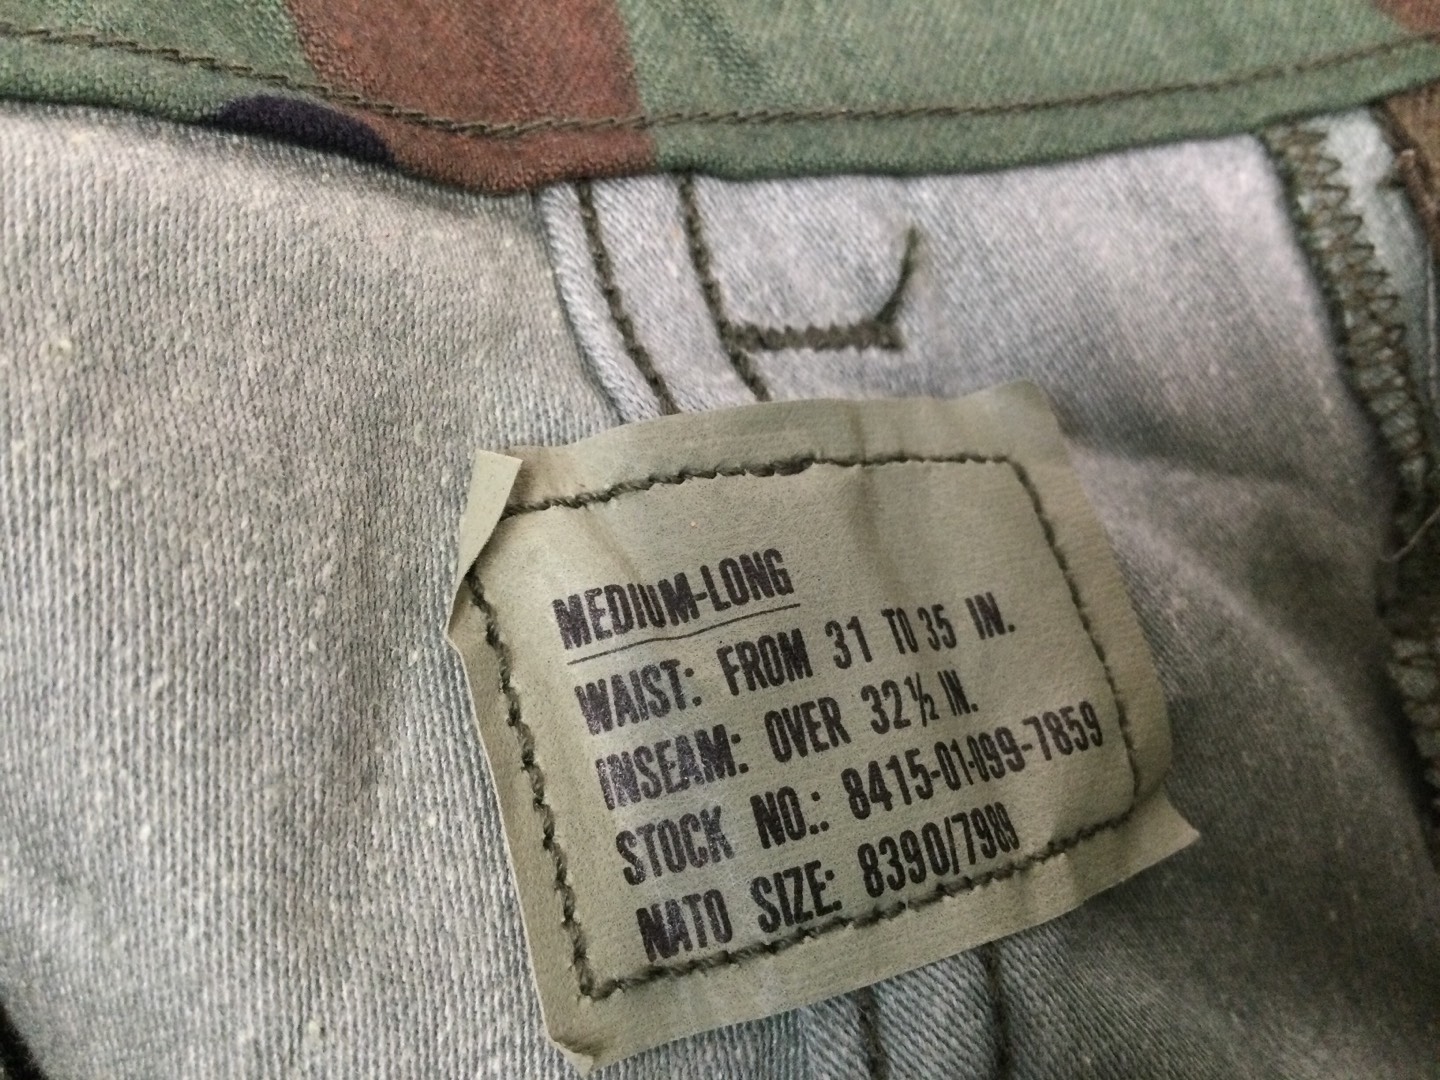 MEDIUM-LONG
WAIST: FROM 31 TO 35 IN.
INSEAM: OVER 32½ IN.
STOCK NO.: 8415-01-099-7859
NATO SIZE: 8390/7989